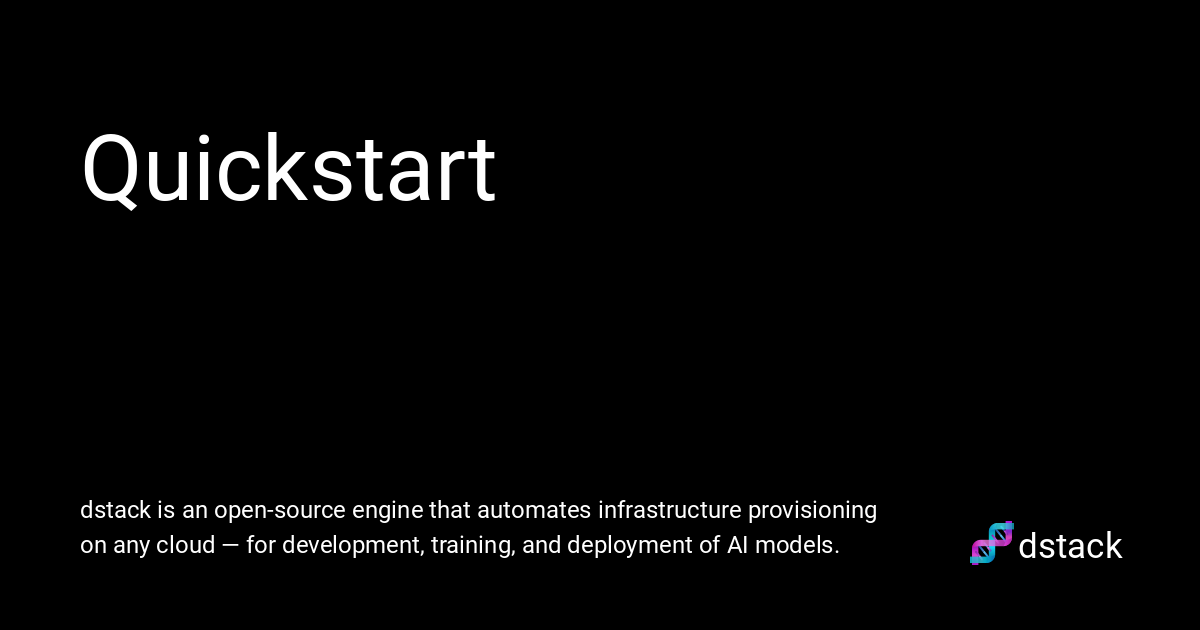 Quickstart
dstack is an open-source engine that automates infrastructure provisioning
on any cloud — for development, training, and deployment of AI models.
dstack